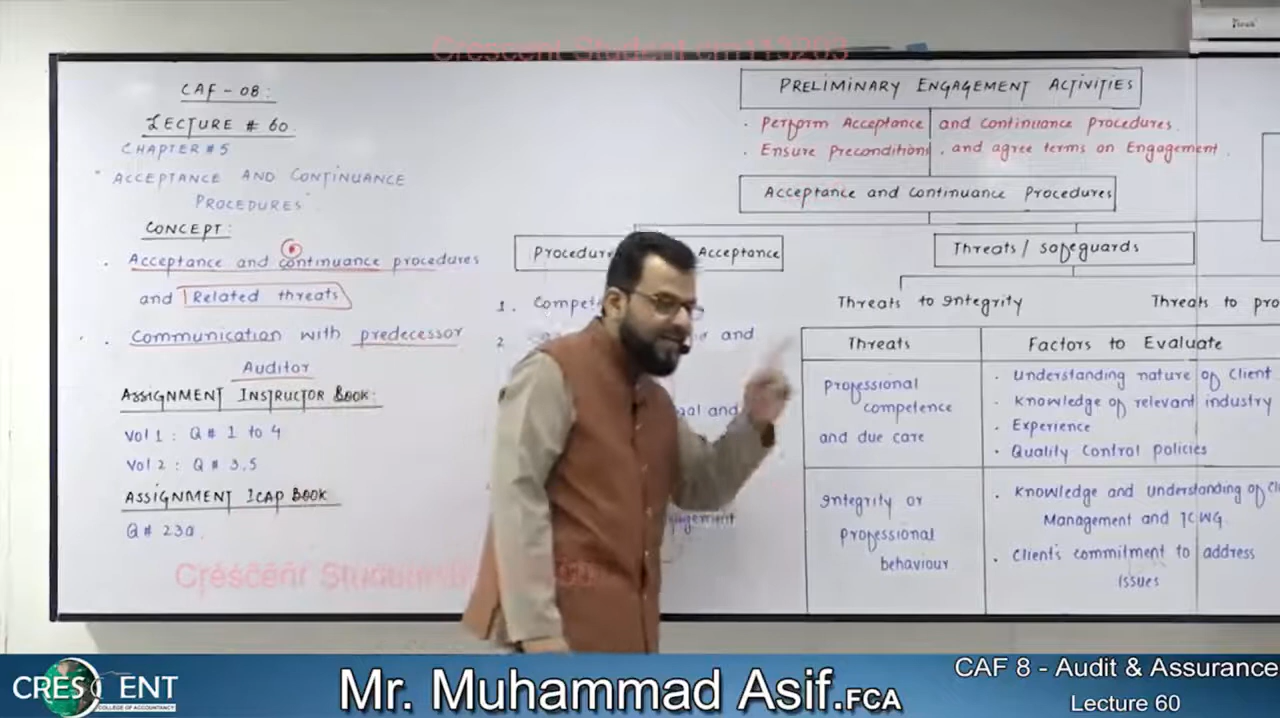 Crescent Student cm113203
CAF - 08:
LECTURE # 60.
CHAPTER # 5
" ACCEPTANCE AND CONTINUANCE
PROCEDURES "
CONCEPT:
. Acceptance and continuance procedures
and Related threats
. Communication with predecessor
Auditor
ASSIGNMENT INSTRUCTOR BOOK:
Vol 1 : Q # 1 to 4
Vol 2 : Q # 3,5
ASSIGNMENT ICAP BOOK
Q # 230.
PRELIMINARY ENGAGEMENT ACTIVITIES
. Perform Acceptance and Continuance Procedures.
. Ensure Preconditions, and agree terms on Engagement.
Acceptance and Continuance Procedures
Acceptance
1.
2
and
and
Threats / Safeguards
Threats to Integrity
Threats to
Threats
Factors to Evaluate
Professional
competence
and due care
. Understanding nature of Client
. Knowledge of relevant industry
. Experience
. Quality Control policies
Integrity or
Professional
behaviour
. Knowledge and understanding of
Management and TCWG.
. Client's commitment to address
Issues
Crescent Student
CRESCENT
COLLEGE OF ACCOUNTANCY
Mr. Muhammad Asif.FCA
CAF 8 - Audit & Assurance
Lecture 60